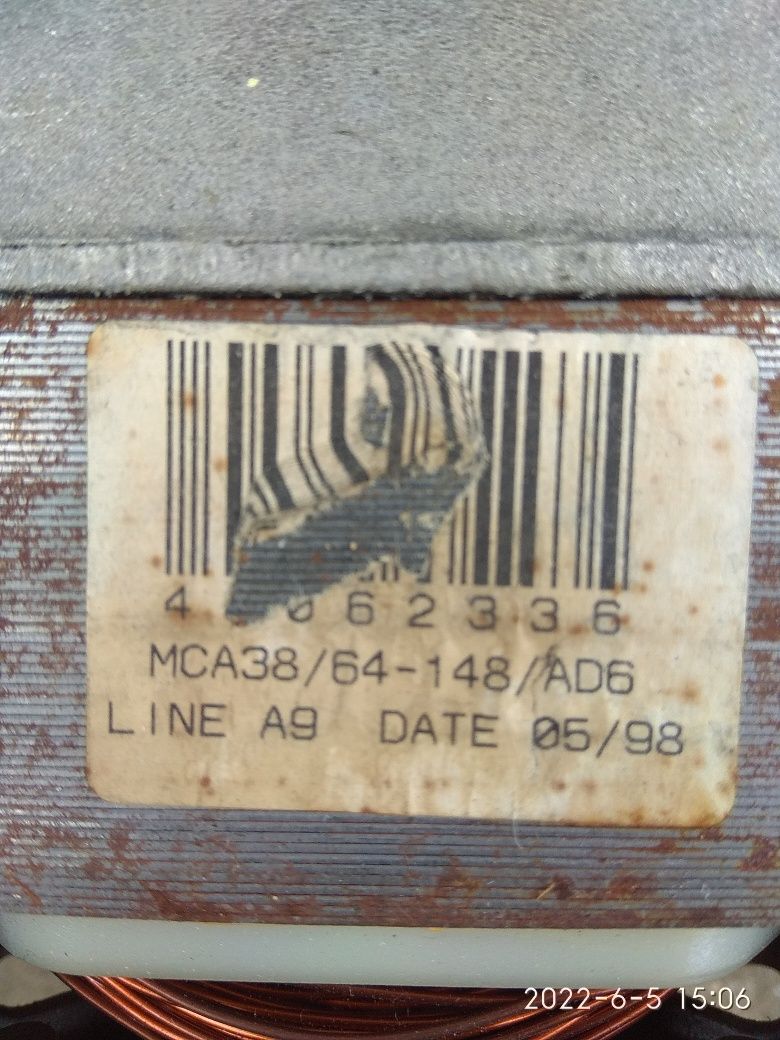 4 062336
MCA38/64-148/AD6
LINE A9 DATE 05/98
2022-6-5 15:06